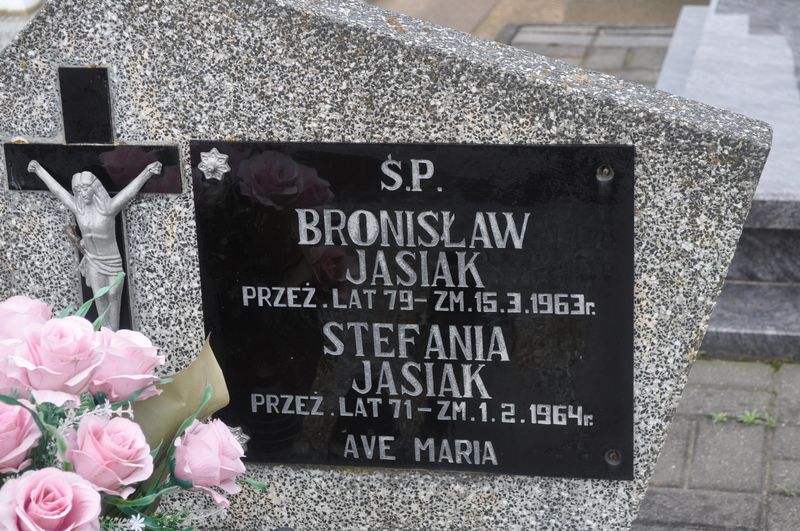 Ś.P.
BRONISŁAW
JASIAK
PRZEŻ. LAT 79 - ZM. 15.3.1963r.
STEFANIA
JASIAK
PRZEŻ. LAT 71 - ZM. 1.2.1964r.
AVE MARIA